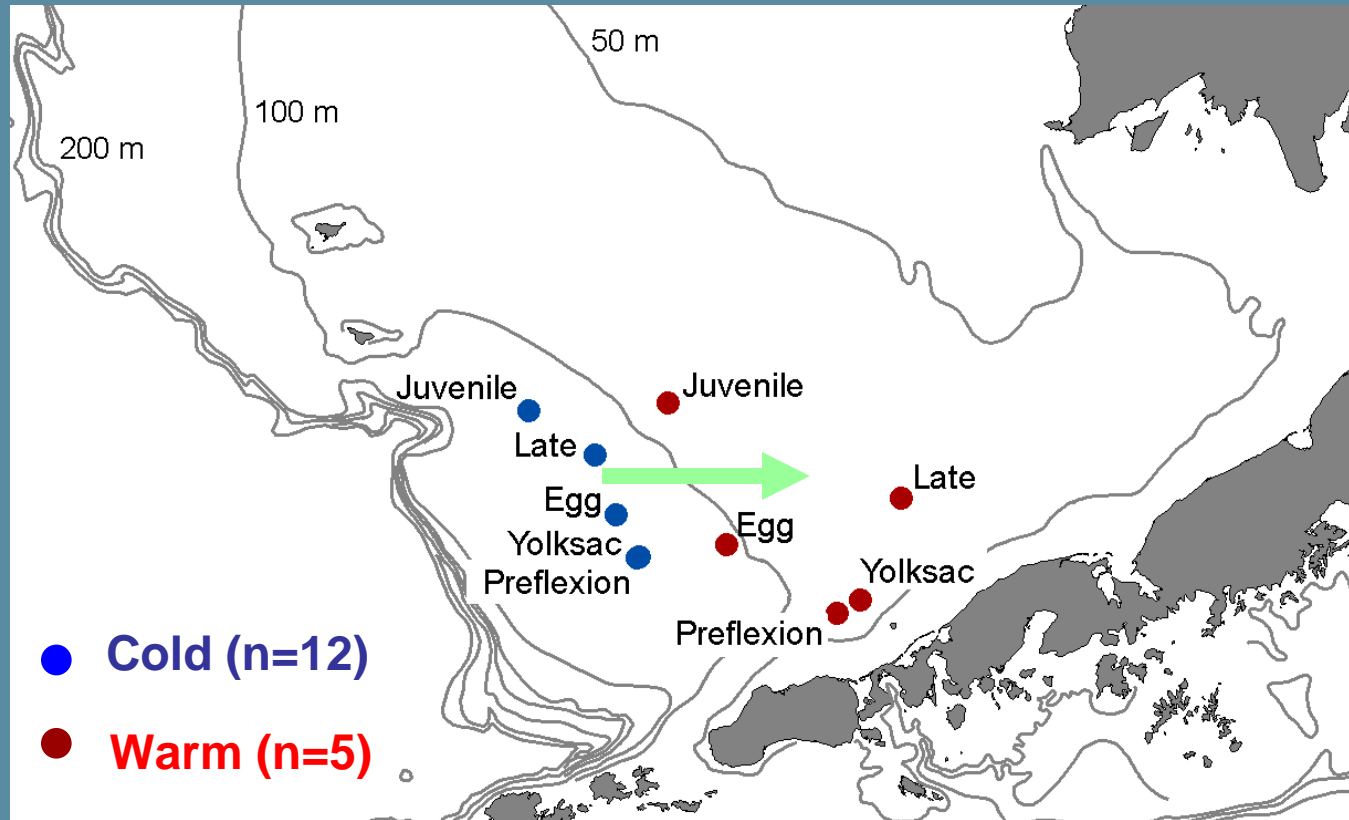 50 m
100 m
200 m
Juvenile
Juvenile
Late
Late
Egg
Egg
Yolksac
Yolksac
Preflexion
Preflexion
Cold (n=12)
Warm (n=5)